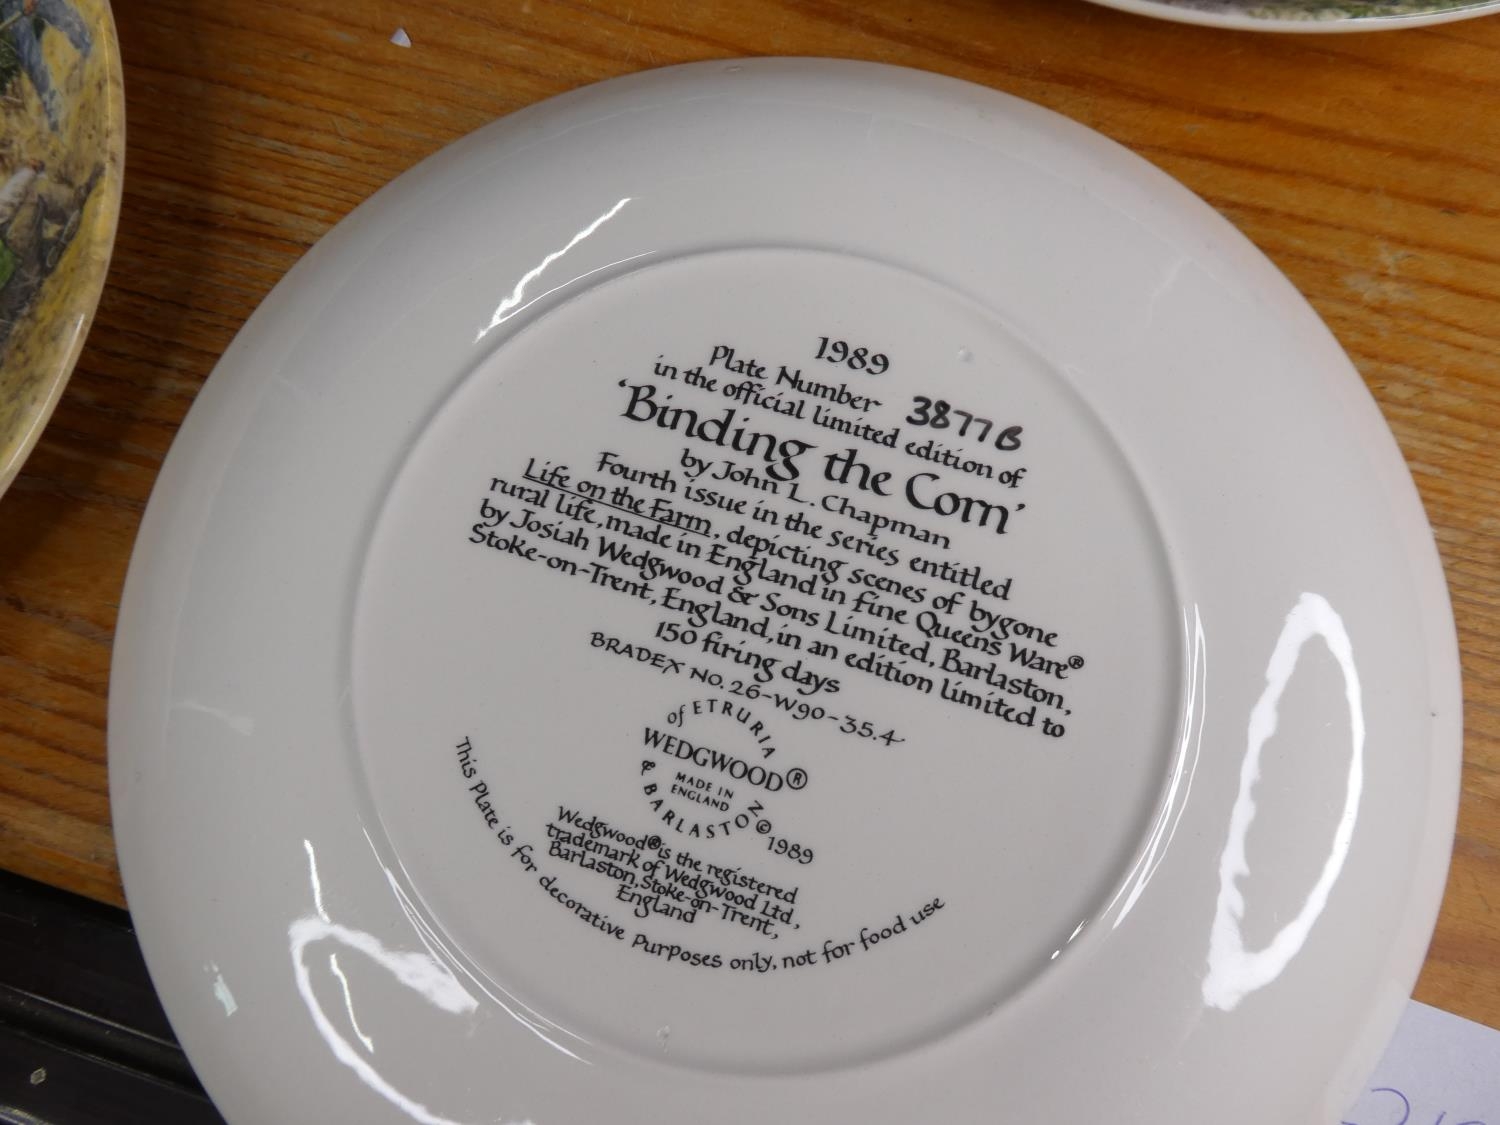 1989
Plate Number 3877B
in the official limited edition of
'Binding the Corn'
by John L. Chapman
Fourth issue in the series entitled
Life on the Farm, depicting scenes of bygone
rural life, made in England in fine Queens Ware®
by Josiah Wedgwood & Sons Limited, Barlaston,
Stoke-on-Trent, England, in an edition limited to
150 firing days
BRADEX NO. 26-W90-35.4
of ETRURIA
WEDGWOOD®
MADE IN
ENGLAND
& BARLASTON
© 1989
Wedgwood® is the registered
trademark of Wedgwood Ltd,
Barlaston, Stoke-on-Trent,
England
This Plate is for decorative Purposes only, not for food use